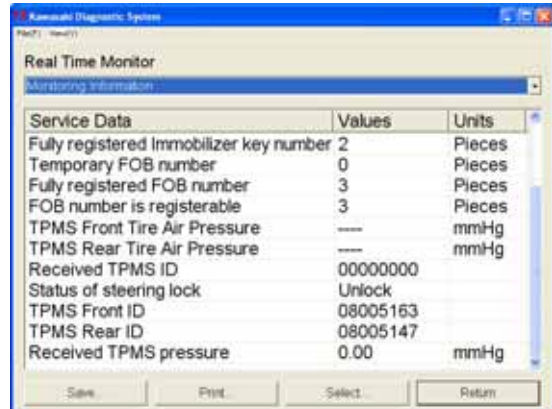 Kawasaki Diagnostic System
File(F) View(V)
Real Time Monitor
Monitoring Information
Service Data Values Units
Fully registered Immobilizer key number 2 Pieces
Temporary FOB number 0 Pieces
Fully registered FOB number 3 Pieces
FOB number is registerable 3 Pieces
TPMS Front Tire Air Pressure ---- mmHg
TPMS Rear Tire Air Pressure ---- mmHg
Received TPMS ID 00000000
Status of steering lock Unlock
TPMS Front ID 08005163
TPMS Rear ID 08005147
Received TPMS pressure 0.00 mmHg
Save... Print... Select... Return